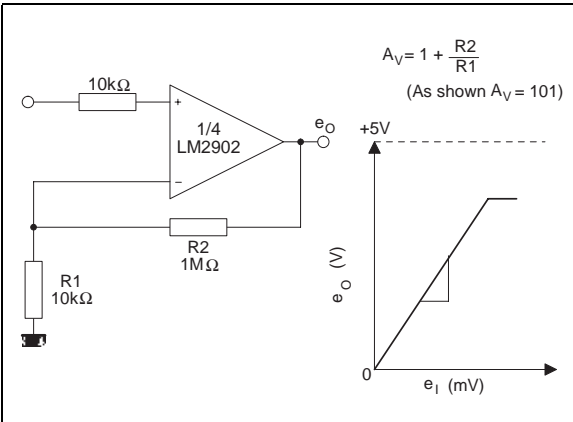 A_V = 1 + R2/R1
(As shown A_V = 101)
10kΩ
+
1/4
LM2902
−
e_O
R2
1MΩ
R1
10kΩ
+5V
e_O (V)
0
e_I (mV)